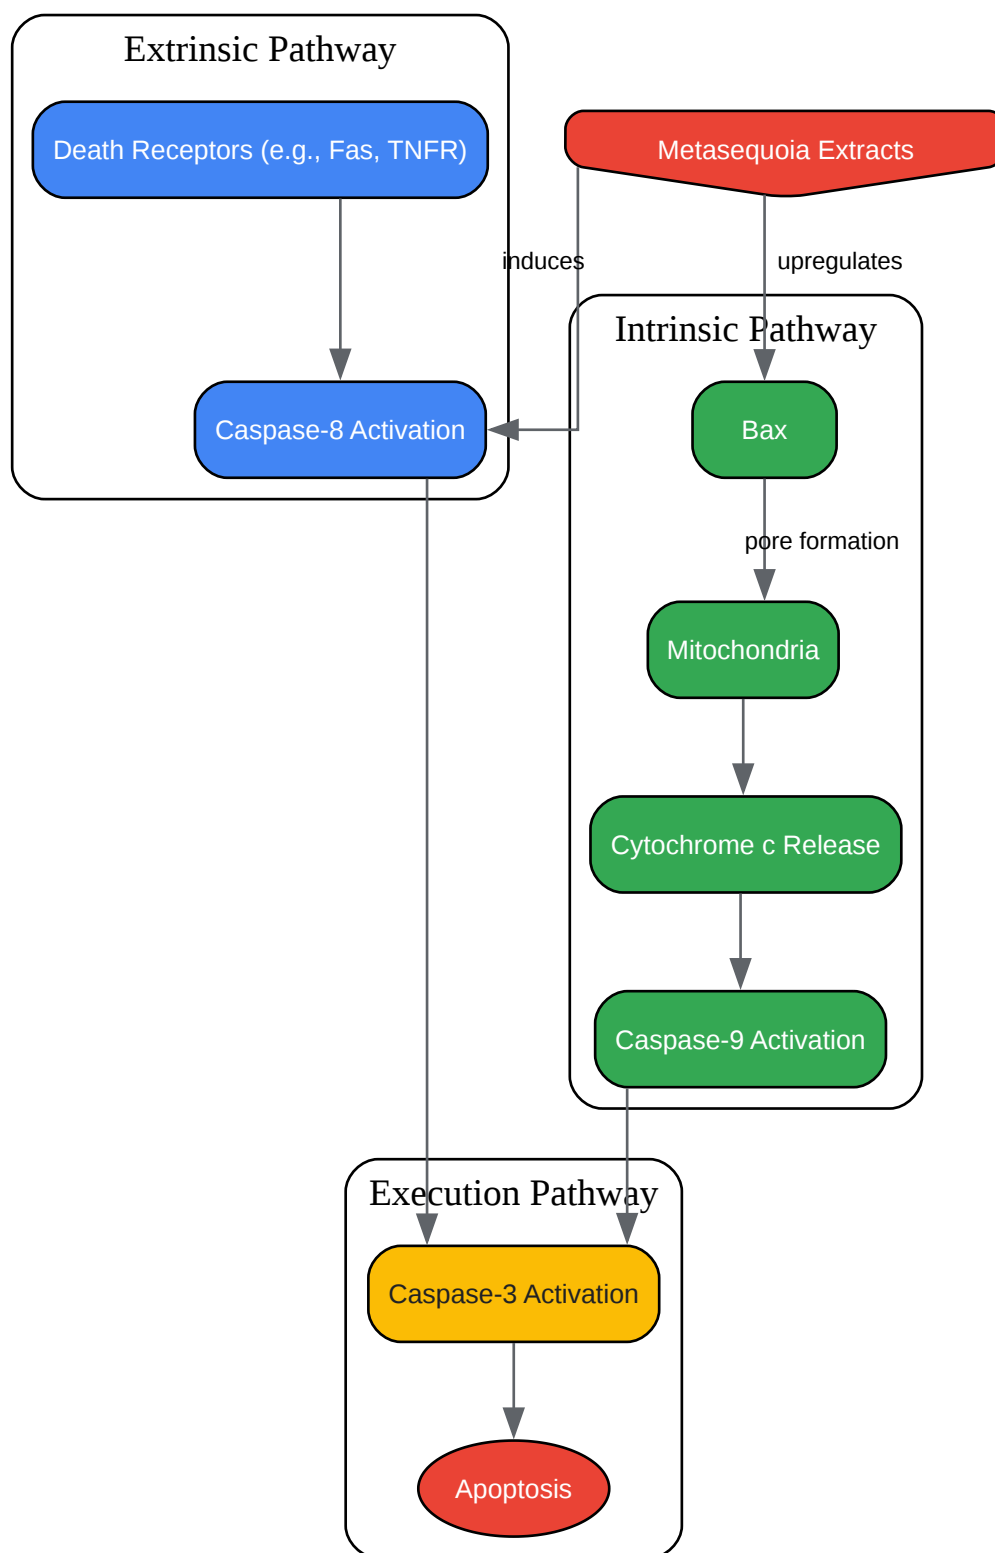 Extrinsic Pathway
Death Receptors (e.g., Fas, TNFR)
Metasequoia Extracts
induces
upregulates
Intrinsic Pathway
Caspase-8 Activation
Bax
pore formation
Mitochondria
Cytochrome c Release
Caspase-9 Activation
Execution Pathway
Caspase-3 Activation
Apoptosis